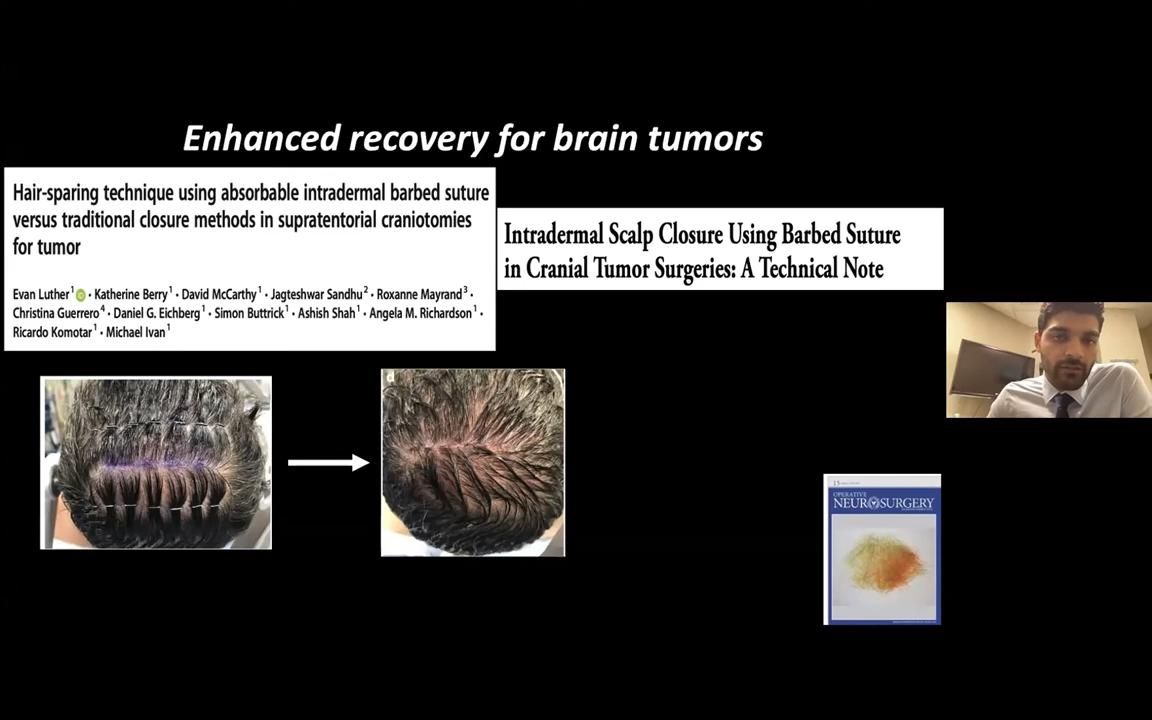 Enhanced recovery for brain tumors
Hair-sparing technique using absorbable intradermal barbed suture
versus traditional closure methods in supratentorial craniotomies
for tumor
Evan Luther¹ · Katherine Berry¹ · David McCarthy¹ · Jagteshwar Sandhu² · Roxanne Mayrand³ ·
Christina Guerrero⁴ · Daniel G. Eichberg¹ · Simon Buttrick¹ · Ashish Shah¹ · Angela M. Richardson¹ ·
Ricardo Komotar¹ · Michael Ivan¹
Intradermal Scalp Closure Using Barbed Suture
in Cranial Tumor Surgeries: A Technical Note
d
OPERATIVE
NEUROSURGERY